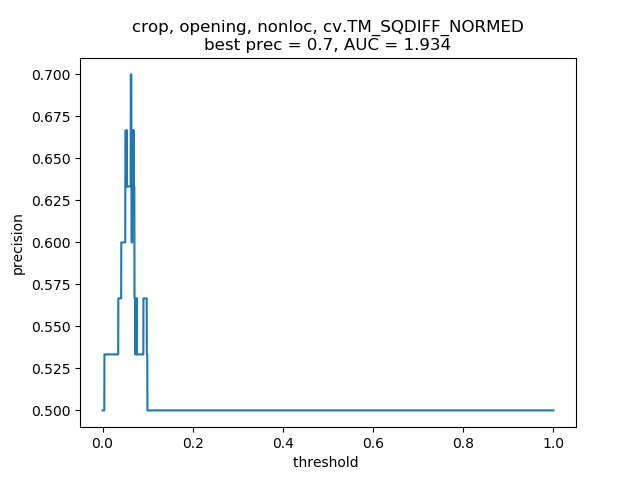 crop, opening, nonloc, cv.TM_SQDIFF_NORMED
best prec = 0.7, AUC = 1.934
0.700
0.675
0.650
0.625
0.600
0.575
0.550
0.525
0.500
precision
0.0 0.2 0.4 0.6 0.8 1.0
threshold